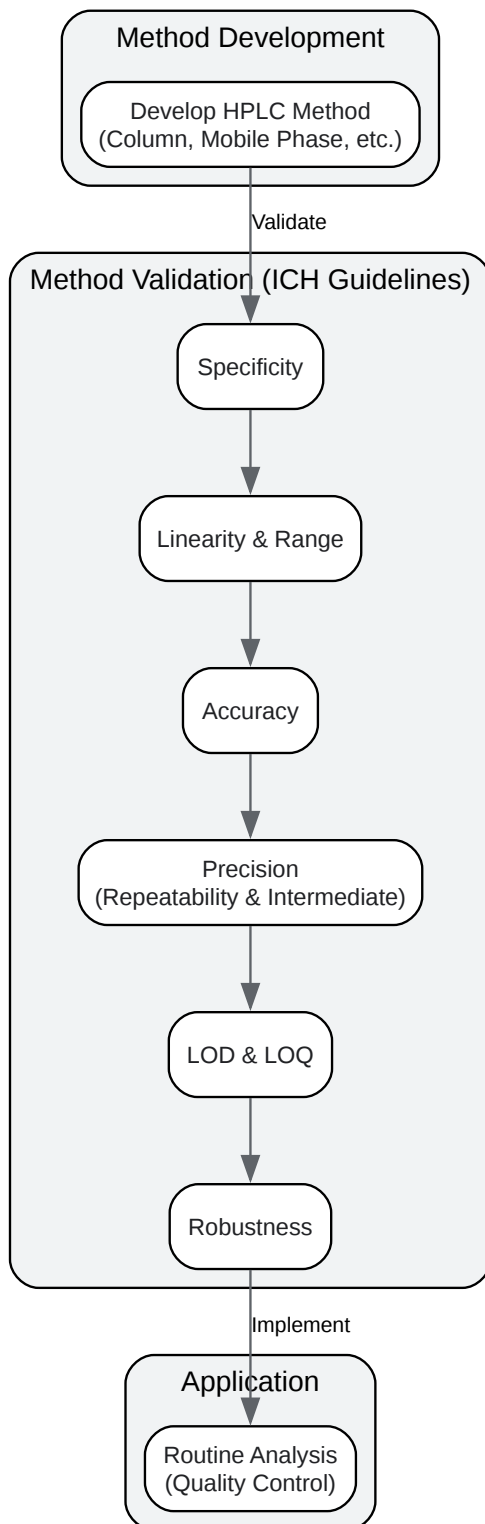 Method Development
Develop HPLC Method
(Column, Mobile Phase, etc.)
Validate
Method Validation (ICH Guidelines)
Specificity
Linearity & Range
Accuracy
Precision
(Repeatability & Intermediate)
LOD & LOQ
Robustness
Implement
Application
Routine Analysis
(Quality Control)